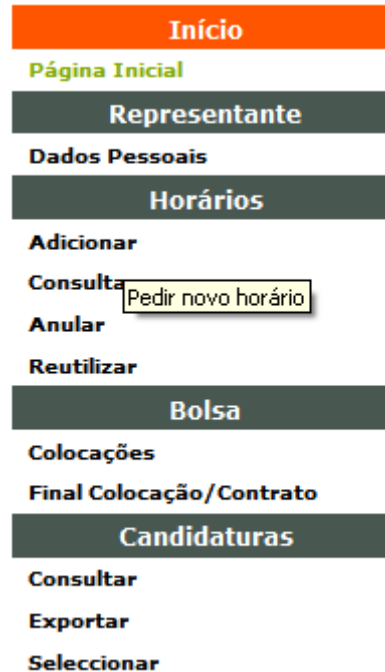 Início
Página Inicial
Representante
Dados Pessoais
Horários
Adicionar
Consulta
Pedir novo horário
Anular
Reutilizar
Bolsa
Colocações
Final Colocação/Contrato
Candidaturas
Consultar
Exportar
Seleccionar